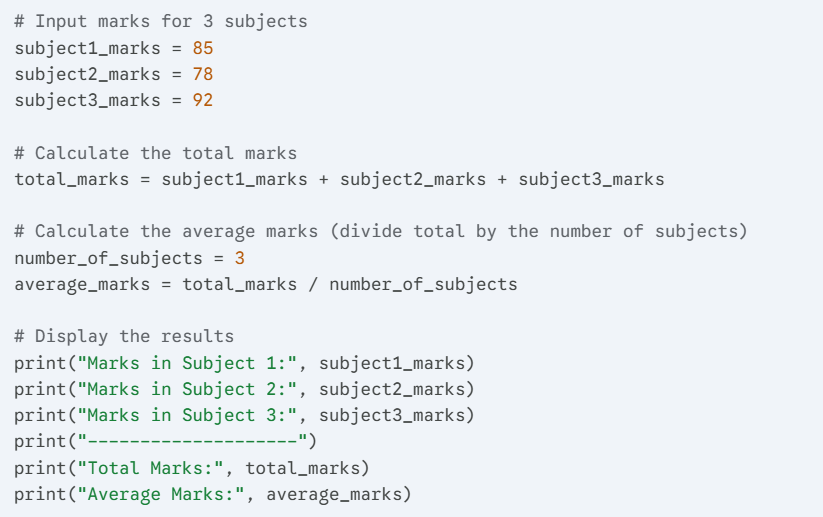 # Input marks for 3 subjects
subject1_marks = 85
subject2_marks = 78
subject3_marks = 92
# Calculate the total marks
total_marks = subject1_marks + subject2_marks + subject3_marks
# Calculate the average marks (divide total by the number of subjects)
number_of_subjects = 3
average_marks = total_marks / number_of_subjects
# Display the results
print("Marks in Subject 1:", subject1_marks)
print("Marks in Subject 2:", subject2_marks)
print("Marks in Subject 3:", subject3_marks)
print("--------------------")
print("Total Marks:", total_marks)
print("Average Marks:", average_marks)